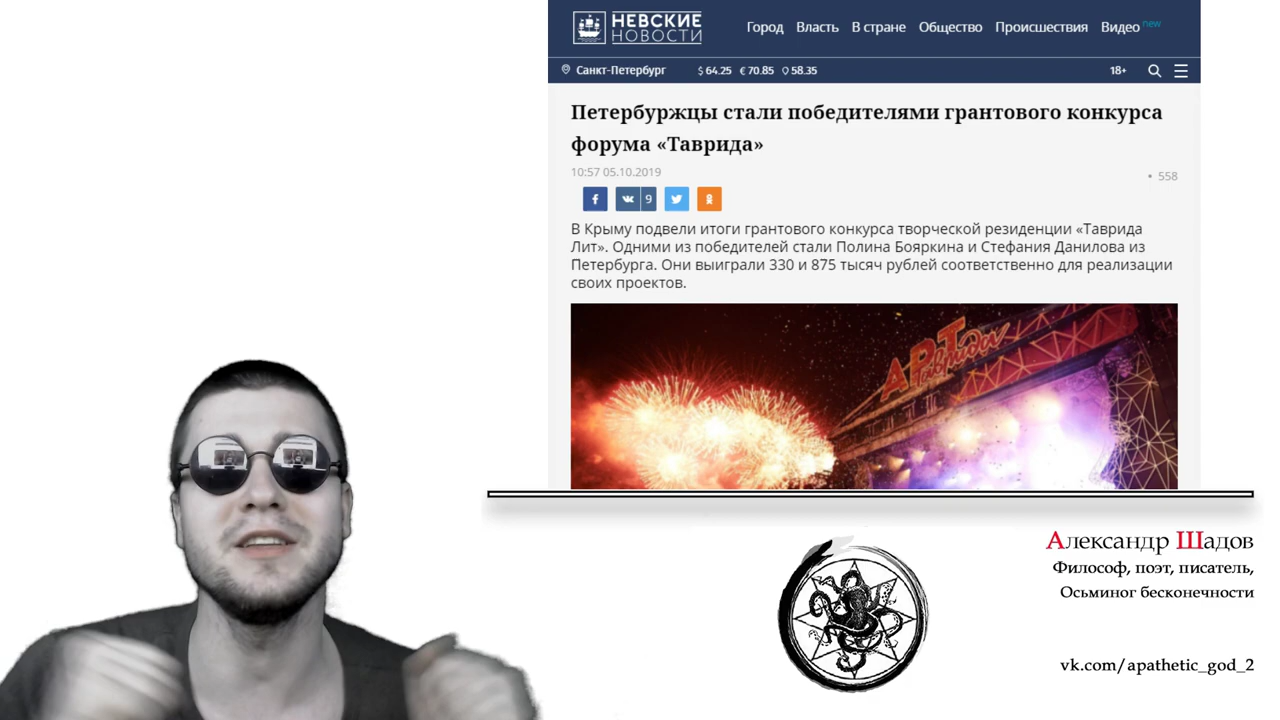 НЕВСКИЕ
НОВОСТИ
Город Власть В стране Общество Происшествия Видео new
Санкт-Петербург $ 64.25 € 70.85 58.35 18+
Петербуржцы стали победителями грантового конкурса
форума «Таврида»
10:57 05.10.2019
558
9
В Крыму подвели итоги грантового конкурса творческой резиденции «Таврида
Лит». Одними из победителей стали Полина Бояркина и Стефания Данилова из
Петербурга. Они выиграли 330 и 875 тысяч рублей соответственно для реализации
своих проектов.
АРТ
Таврида
Александр Шадов
Философ, поэт, писатель,
Осьминог бесконечности
vk.com/apathetic_god_2